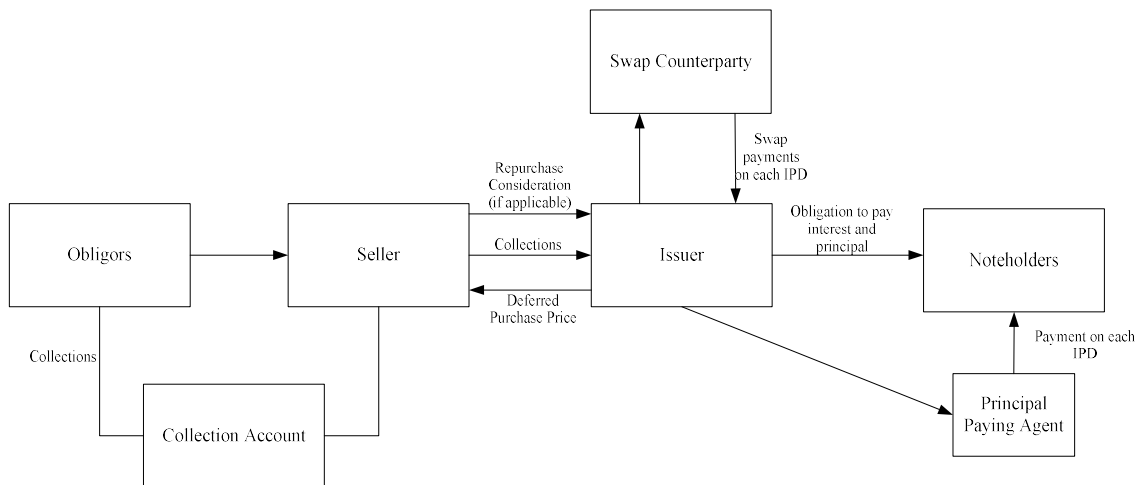 Swap Counterparty
Swap
payments
on each IPD
Repurchase
Consideration
(if applicable)
Obligation to pay
interest and
principal
Obligors
Seller
Collections
Issuer
Noteholders
Deferred
Purchase Price
Collections
Payment on each
IPD
Collection Account
Principal
Paying Agent